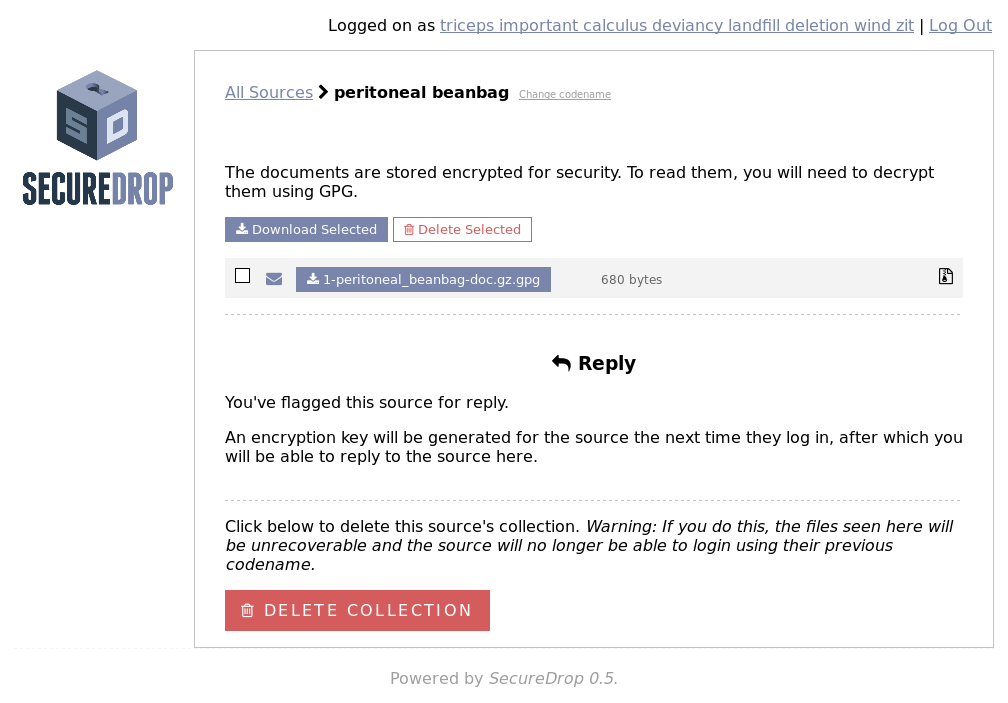 Logged on as triceps important calculus deviancy landfill deletion wind zit | Log Out
SD
SECUREDROP
All Sources peritoneal beanbag Change codename
The documents are stored encrypted for security. To read them, you will need to decrypt
them using GPG.
Download Selected Delete Selected
1-peritoneal_beanbag-doc.gz.gpg 680 bytes
Reply
You've flagged this source for reply.
An encryption key will be generated for the source the next time they log in, after which you
will be able to reply to the source here.
Click below to delete this source's collection. Warning: If you do this, the files seen here will
be unrecoverable and the source will no longer be able to login using their previous
codename.
DELETE COLLECTION
Powered by SecureDrop 0.5.